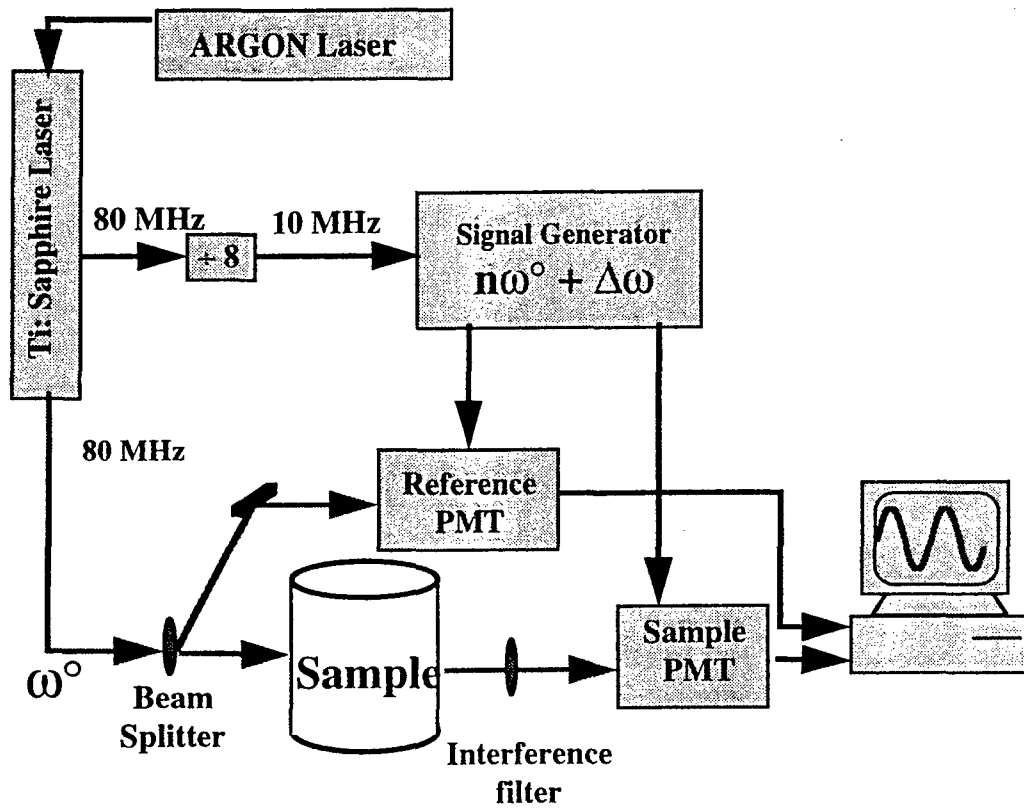 ARGON Laser
Ti: Sapphire Laser
80 MHz
÷ 8
10 MHz
Signal Generator
nω° + Δω
80 MHz
Reference
PMT
Sample
PMT
Sample
ω°
Beam
Splitter
Interference
filter